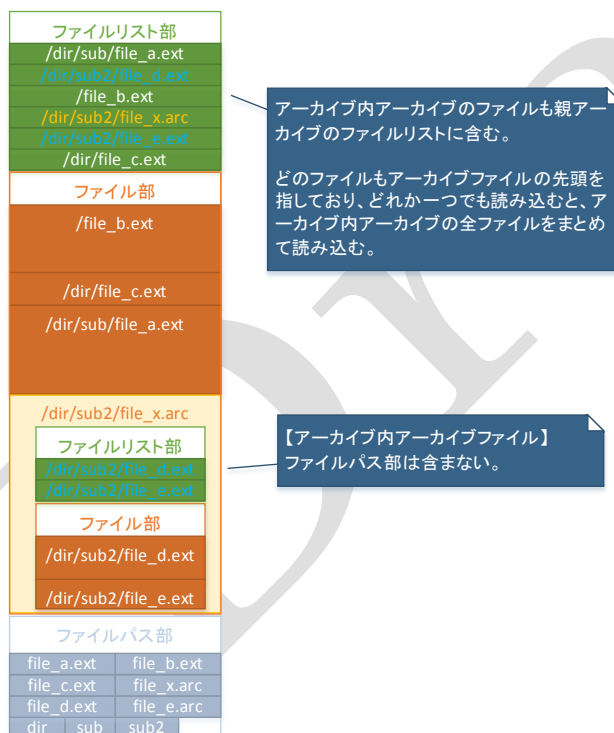 ファイルリスト部
/dir/sub/file_a.ext
/dir/sub2/file_d.ext
/file_b.ext
/dir/sub2/file_x.arc
/dir/sub2/file_e.ext
/dir/file_c.ext
ファイル部
/file_b.ext
/dir/file_c.ext
/dir/sub/file_a.ext
/dir/sub2/file_x.arc
ファイルリスト部
/dir/sub2/file_d.ext
/dir/sub2/file_e.ext
ファイル部
/dir/sub2/file_d.ext
/dir/sub2/file_e.ext
ファイルパス部
file_a.ext file_b.ext
file_c.ext file_x.arc
file_d.ext file_e.arc
dir sub sub2
アーカイブ内アーカイブのファイルも親アー
カイブのファイルリストに含む。
どのファイルもアーカイブファイルの先頭を
指しており、どれか一つでも読み込むと、ア
ーカイブ内アーカイブの全ファイルをまとめ
て読み込む。
【アーカイブ内アーカイブファイル】
ファイルパス部は含まない。